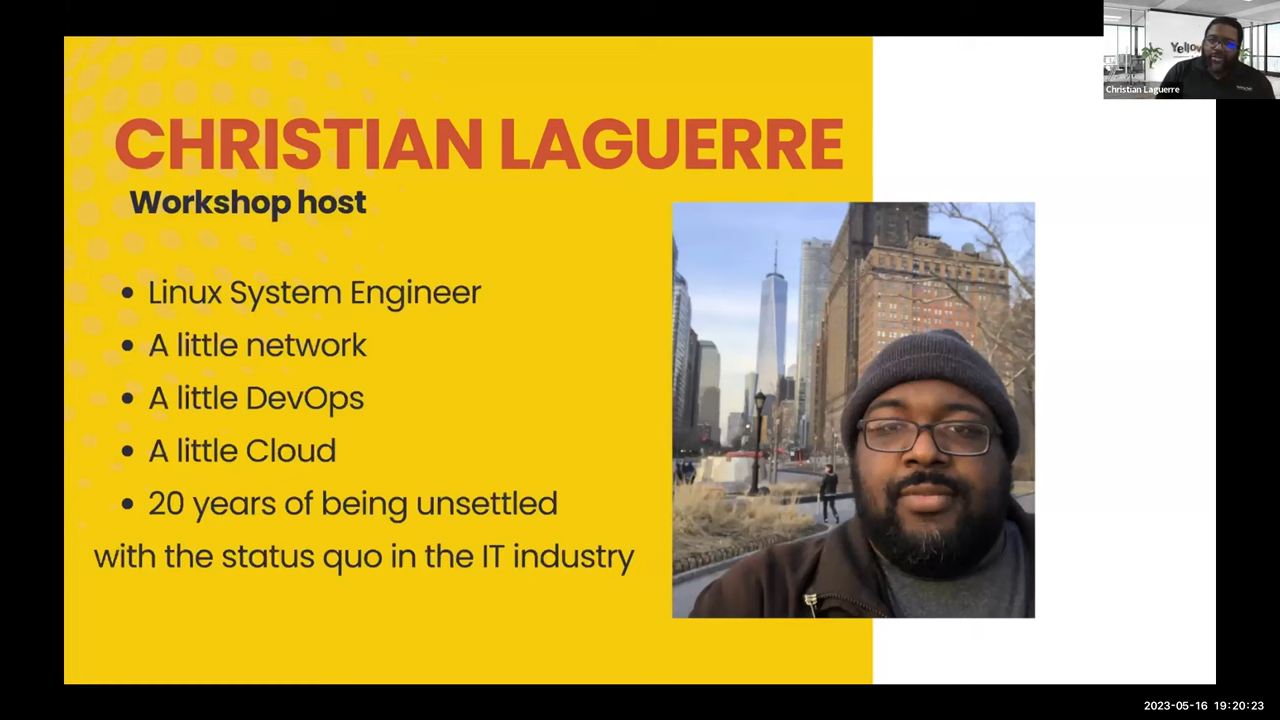 CHRISTIAN LAGUERRE
Workshop host
• Linux System Engineer
• A little network
• A little DevOps
• A little Cloud
• 20 years of being unsettled
with the status quo in the IT industry
Christian Laguerre
2023-05-16 19:20:23